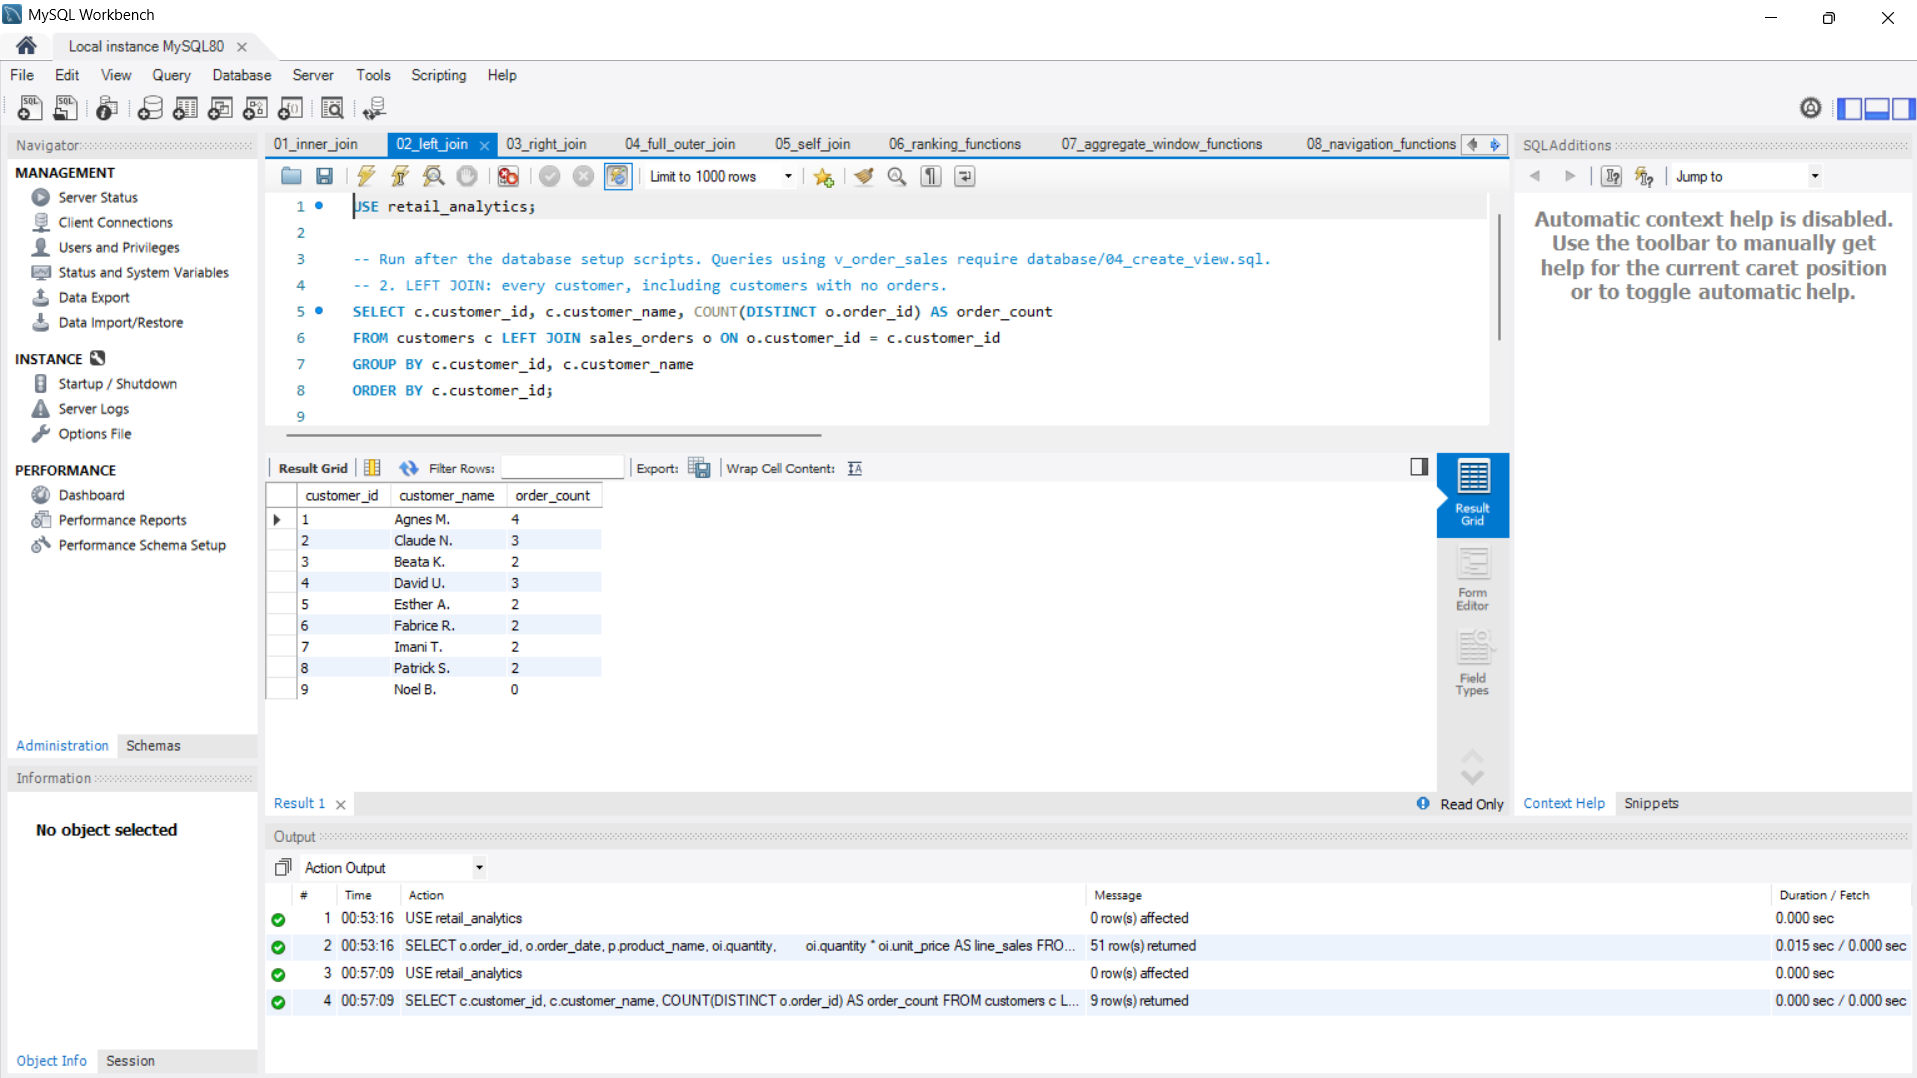 MySQL Workbench
Local instance MySQL80
File Edit View Query Database Server Tools Scripting Help
Navigator
MANAGEMENT
Server Status
Client Connections
Users and Privileges
Status and System Variables
Data Export
Data Import/Restore
INSTANCE
Startup / Shutdown
Server Logs
Options File
PERFORMANCE
Dashboard
Performance Reports
Performance Schema Setup
Administration Schemas
Information
No object selected
Object Info Session
01_inner_join 02_left_join 03_right_join 04_full_outer_join 05_self_join 06_ranking_functions 07_aggregate_window_functions 08_navigation_functions
Limit to 1000 rows
1 USE retail_analytics;
2
3 -- Run after the database setup scripts. Queries using v_order_sales require database/04_create_view.sql.
4 -- 2. LEFT JOIN: every customer, including customers with no orders.
5 SELECT c.customer_id, c.customer_name, COUNT(DISTINCT o.order_id) AS order_count
6 FROM customers c LEFT JOIN sales_orders o ON o.customer_id = c.customer_id
7 GROUP BY c.customer_id, c.customer_name
8 ORDER BY c.customer_id;
9
Result Grid Filter Rows: Export: Wrap Cell Content:
customer_id customer_name order_count
1 Agnes M. 4
2 Claude N. 3
3 Beata K. 2
4 David U. 3
5 Esther A. 2
6 Fabrice R. 2
7 Imani T. 2
8 Patrick S. 2
9 Noel B. 0
Result
Grid
Form
Editor
Field
Types
Result 1
Read Only
SQLAdditions
Jump to
Automatic context help is disabled.
Use the toolbar to manually get
help for the current caret position
or to toggle automatic help.
Context Help Snippets
Output
Action Output
# Time Action Message Duration / Fetch
1 00:53:16 USE retail_analytics 0 row(s) affected 0.000 sec
2 00:53:16 SELECT o.order_id, o.order_date, p.product_name, oi.quantity, oi.quantity * oi.unit_price AS line_sales FRO... 51 row(s) returned 0.015 sec / 0.000 sec
3 00:57:09 USE retail_analytics 0 row(s) affected 0.000 sec
4 00:57:09 SELECT c.customer_id, c.customer_name, COUNT(DISTINCT o.order_id) AS order_count FROM customers c L... 9 row(s) returned 0.000 sec / 0.000 sec